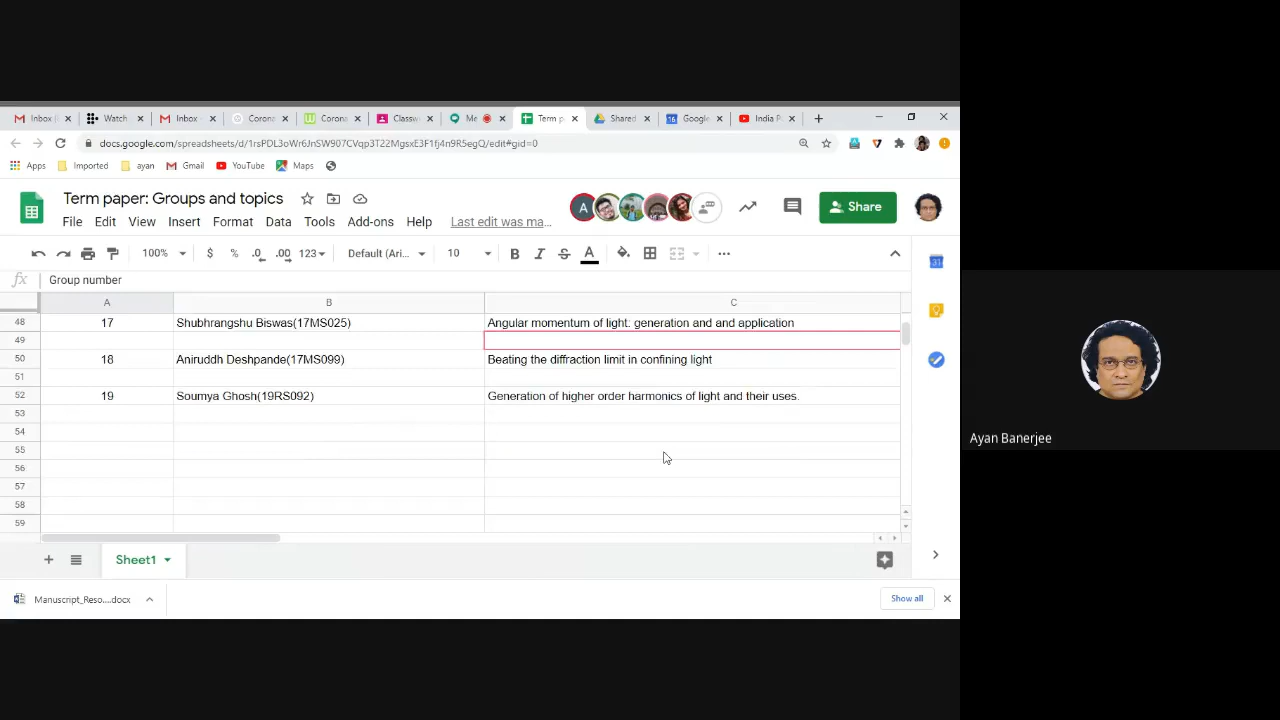 Inbox (
Watch
Inbox -
Corona
Corona
Classw
Me
Term p
Shared
Google
India P
docs.google.com/spreadsheets/d/1rsPDL3oWr6JnSW907CVqp3T22MgsxE3F1fj4n9R5egQ/edit#gid=0
Apps Imported ayan Gmail YouTube Maps
Term paper: Groups and topics
A
Share
File Edit View Insert Format Data Tools Add-ons Help Last edit was ma...
100% $ % .0 .00 123 Default (Ari... 10 B I S A ...
fx Group number
A B C
48 17 Shubhrangshu Biswas(17MS025) Angular momentum of light: generation and and application
49
50 18 Aniruddh Deshpande(17MS099) Beating the diffraction limit in confining light
51
52 19 Soumya Ghosh(19RS092) Generation of higher order harmonics of light and their uses.
53
54
55
56
57
58
59
Sheet1
Manuscript_Reso....docx
Show all
Ayan Banerjee